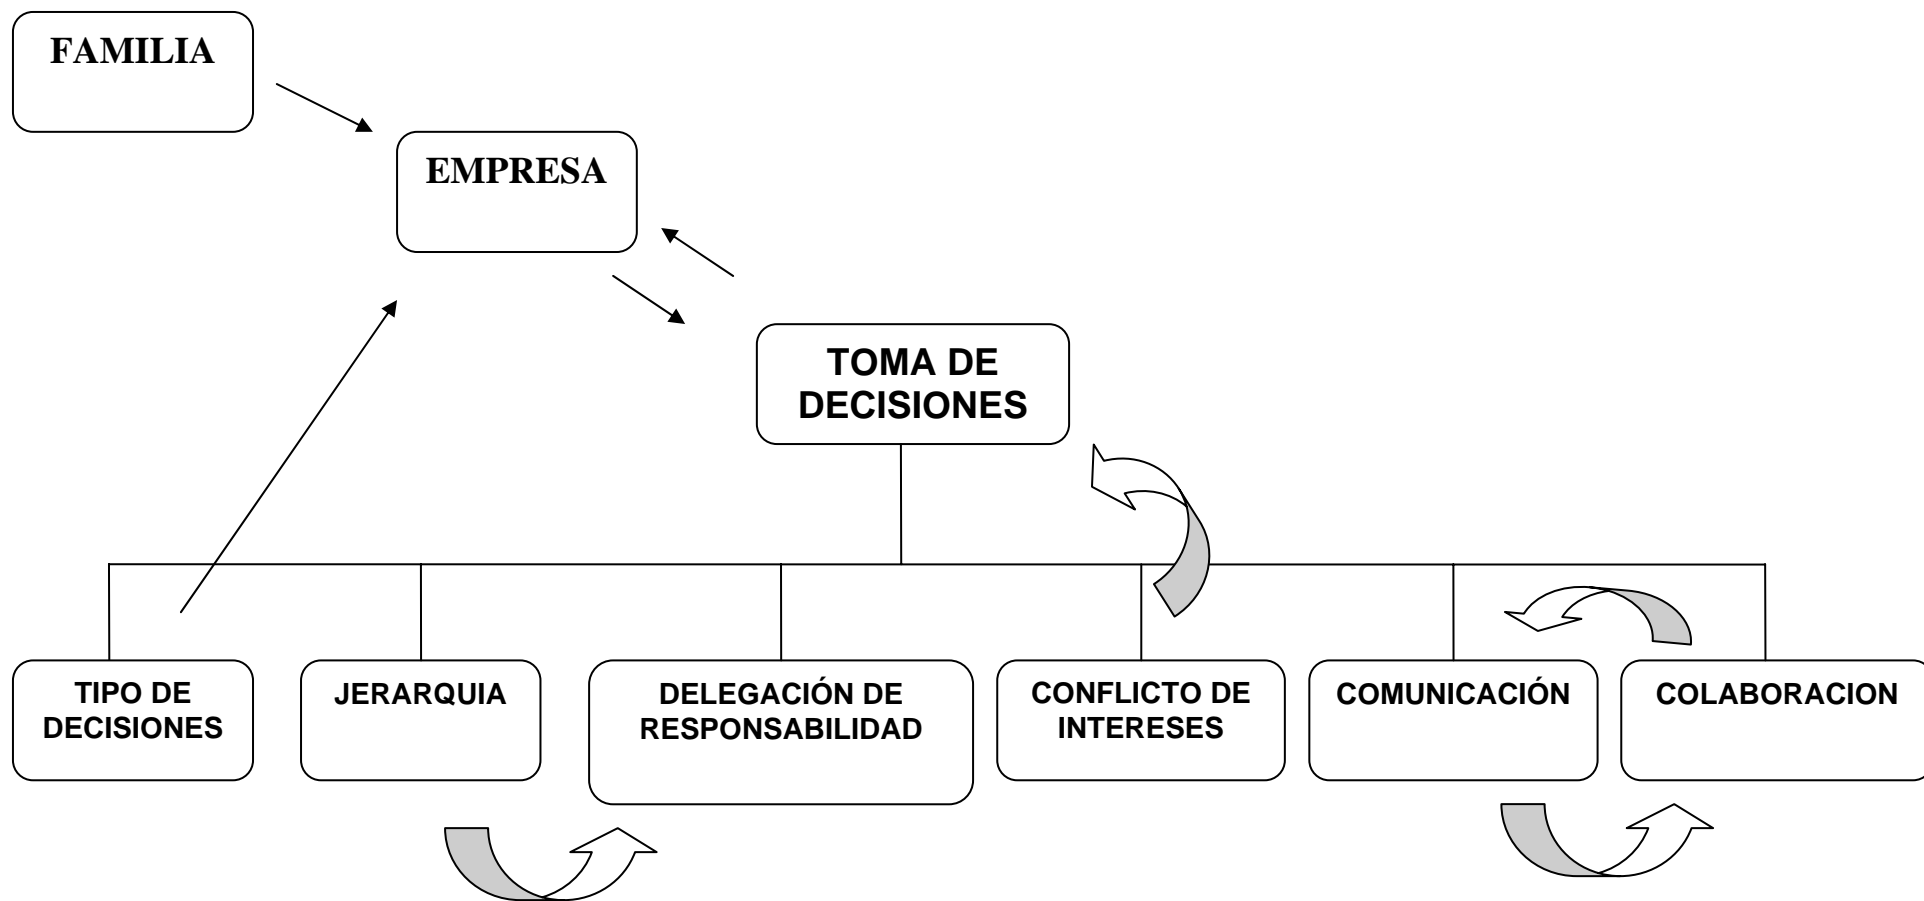 FAMILIA
EMPRESA
TOMA DE
DECISIONES
TIPO DE
DECISIONES
JERARQUIA
DELEGACIÓN DE
RESPONSABILIDAD
CONFLICTO DE
INTERESES
COMUNICACIÓN
COLABORACION